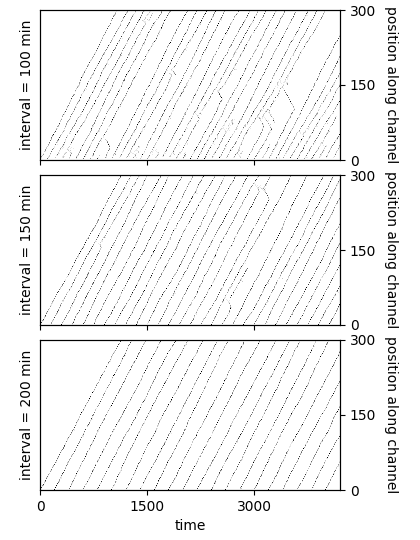 interval = 100 min
300
150
0
position along channel
interval = 150 min
300
150
0
position along channel
interval = 200 min
300
150
0
position along channel
0 1500 3000
time